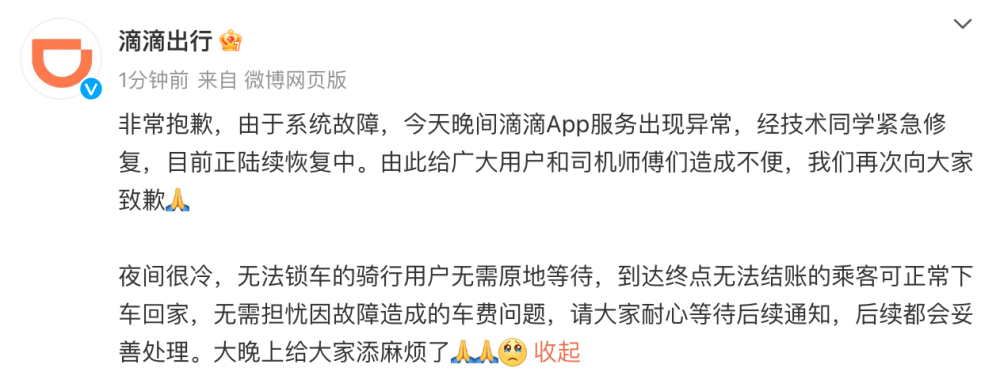 滴滴出行
1分钟前 来自 微博网页版
非常抱歉，由于系统故障，今天晚间滴滴App服务出现异常，经技术同学紧急修
复，目前正陆续恢复中。由此给广大用户和司机师傅们造成不便，我们再次向大家
致歉🙏
夜间很冷，无法锁车的骑行用户无需原地等待，到达终点无法结账的乘客可正常下
车回家，无需担忧因故障造成的车费问题，请大家耐心等待后续通知，后续都会妥
善处理。大晚上给大家添麻烦了🙏🙏🥺 收起